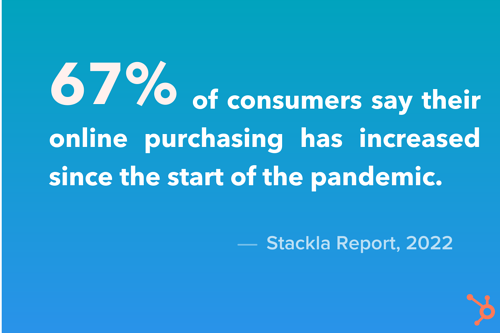 67% of consumers say their
online purchasing has increased
since the start of the pandemic.
— Stackla Report, 2022